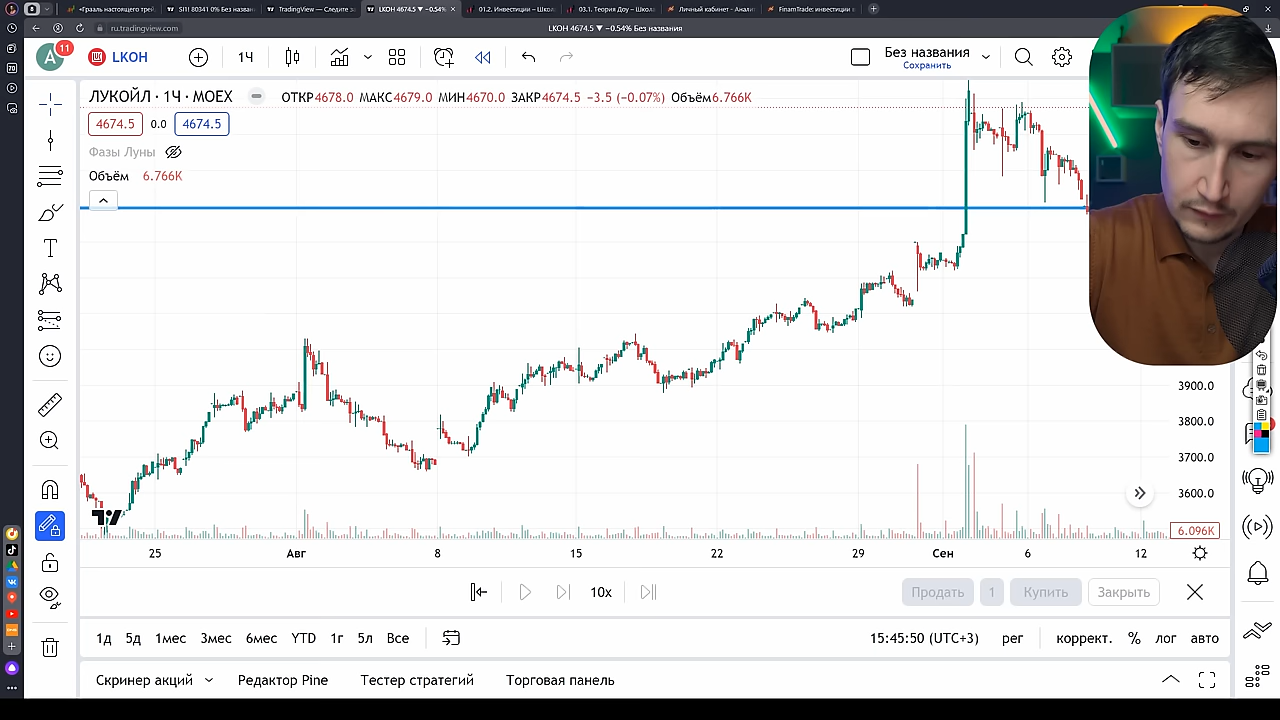 «Грааль настоящего трей
SI1! 80341 0% Без назван
TradingView — Следите з
LKOH 4674.5 ▼ −0.54% Без
01.2. Инвестиции – Школ
03.1. Теория Доу – Школа
Личный кабинет - Анали
FinamTrade: инвестиции
ru.tradingview.com
LKOH 4674.5 ▼ −0.54% Без названия
A
11
LKOH
1Ч
Без названия
Сохранить
ЛУКОЙЛ · 1Ч · MOEX
ОТКР4678.0 МАКС4679.0 МИН4670.0 ЗАКР4674.5 −3.5 (−0.07%) Объём6.766K
4674.5 0.0 4674.5
Фазы Луны
Объём 6.766K
3900.0
3800.0
3700.0
3600.0
6.096K
25 Авг 8 15 22 29 Сен 6 12
10x
Продать 1 Купить Закрыть
1д 5д 1мес 3мес 6мес YTD 1г 5л Все
15:45:50 (UTC+3) рег коррект. % лог авто
Скринер акций Редактор Pine Тестер стратегий Торговая панель